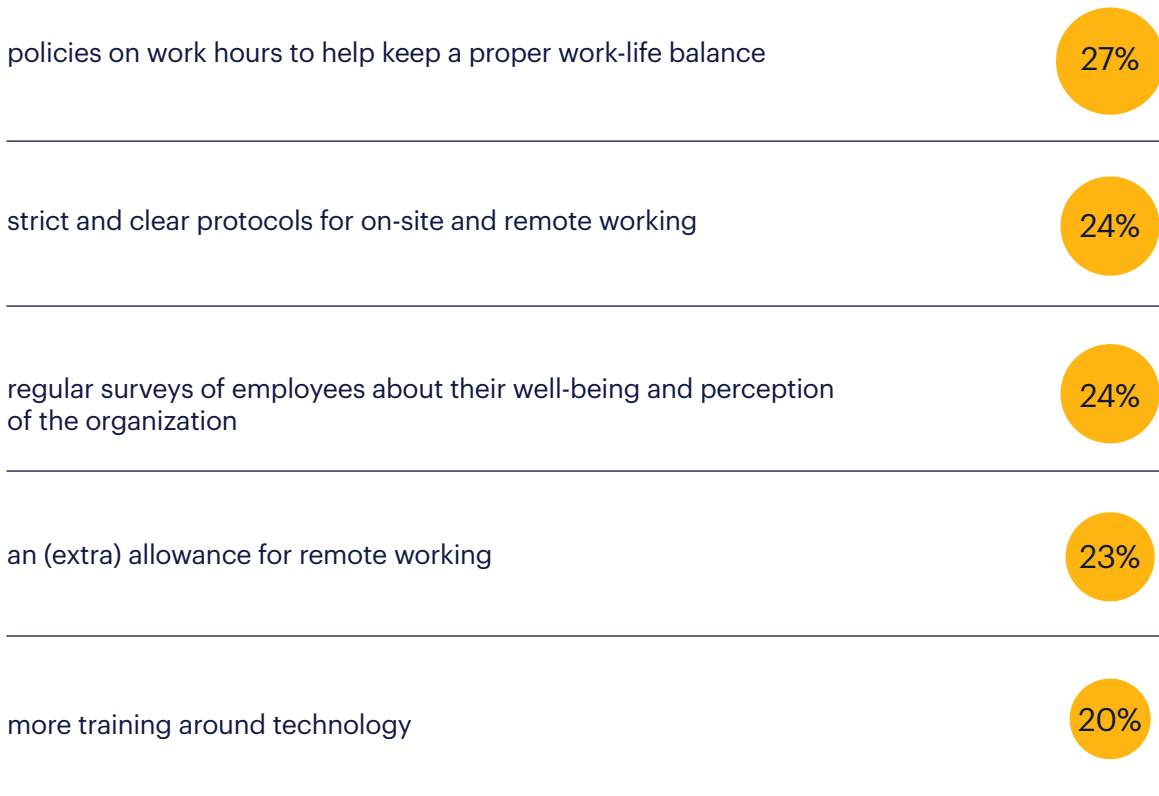 policies on work hours to help keep a proper work-life balance
27%
strict and clear protocols for on-site and remote working
24%
regular surveys of employees about their well-being and perception
of the organization
24%
an (extra) allowance for remote working
23%
more training around technology
20%